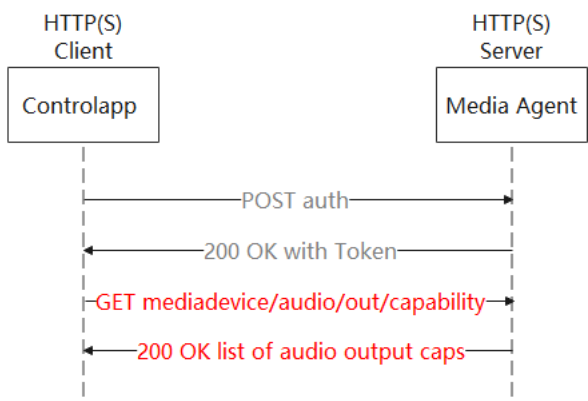 HTTP(S)
Client
HTTP(S)
Server
Controlapp
Media Agent
POST auth
200 OK with Token
GET mediadevice/audio/out/capability
200 OK list of audio output caps